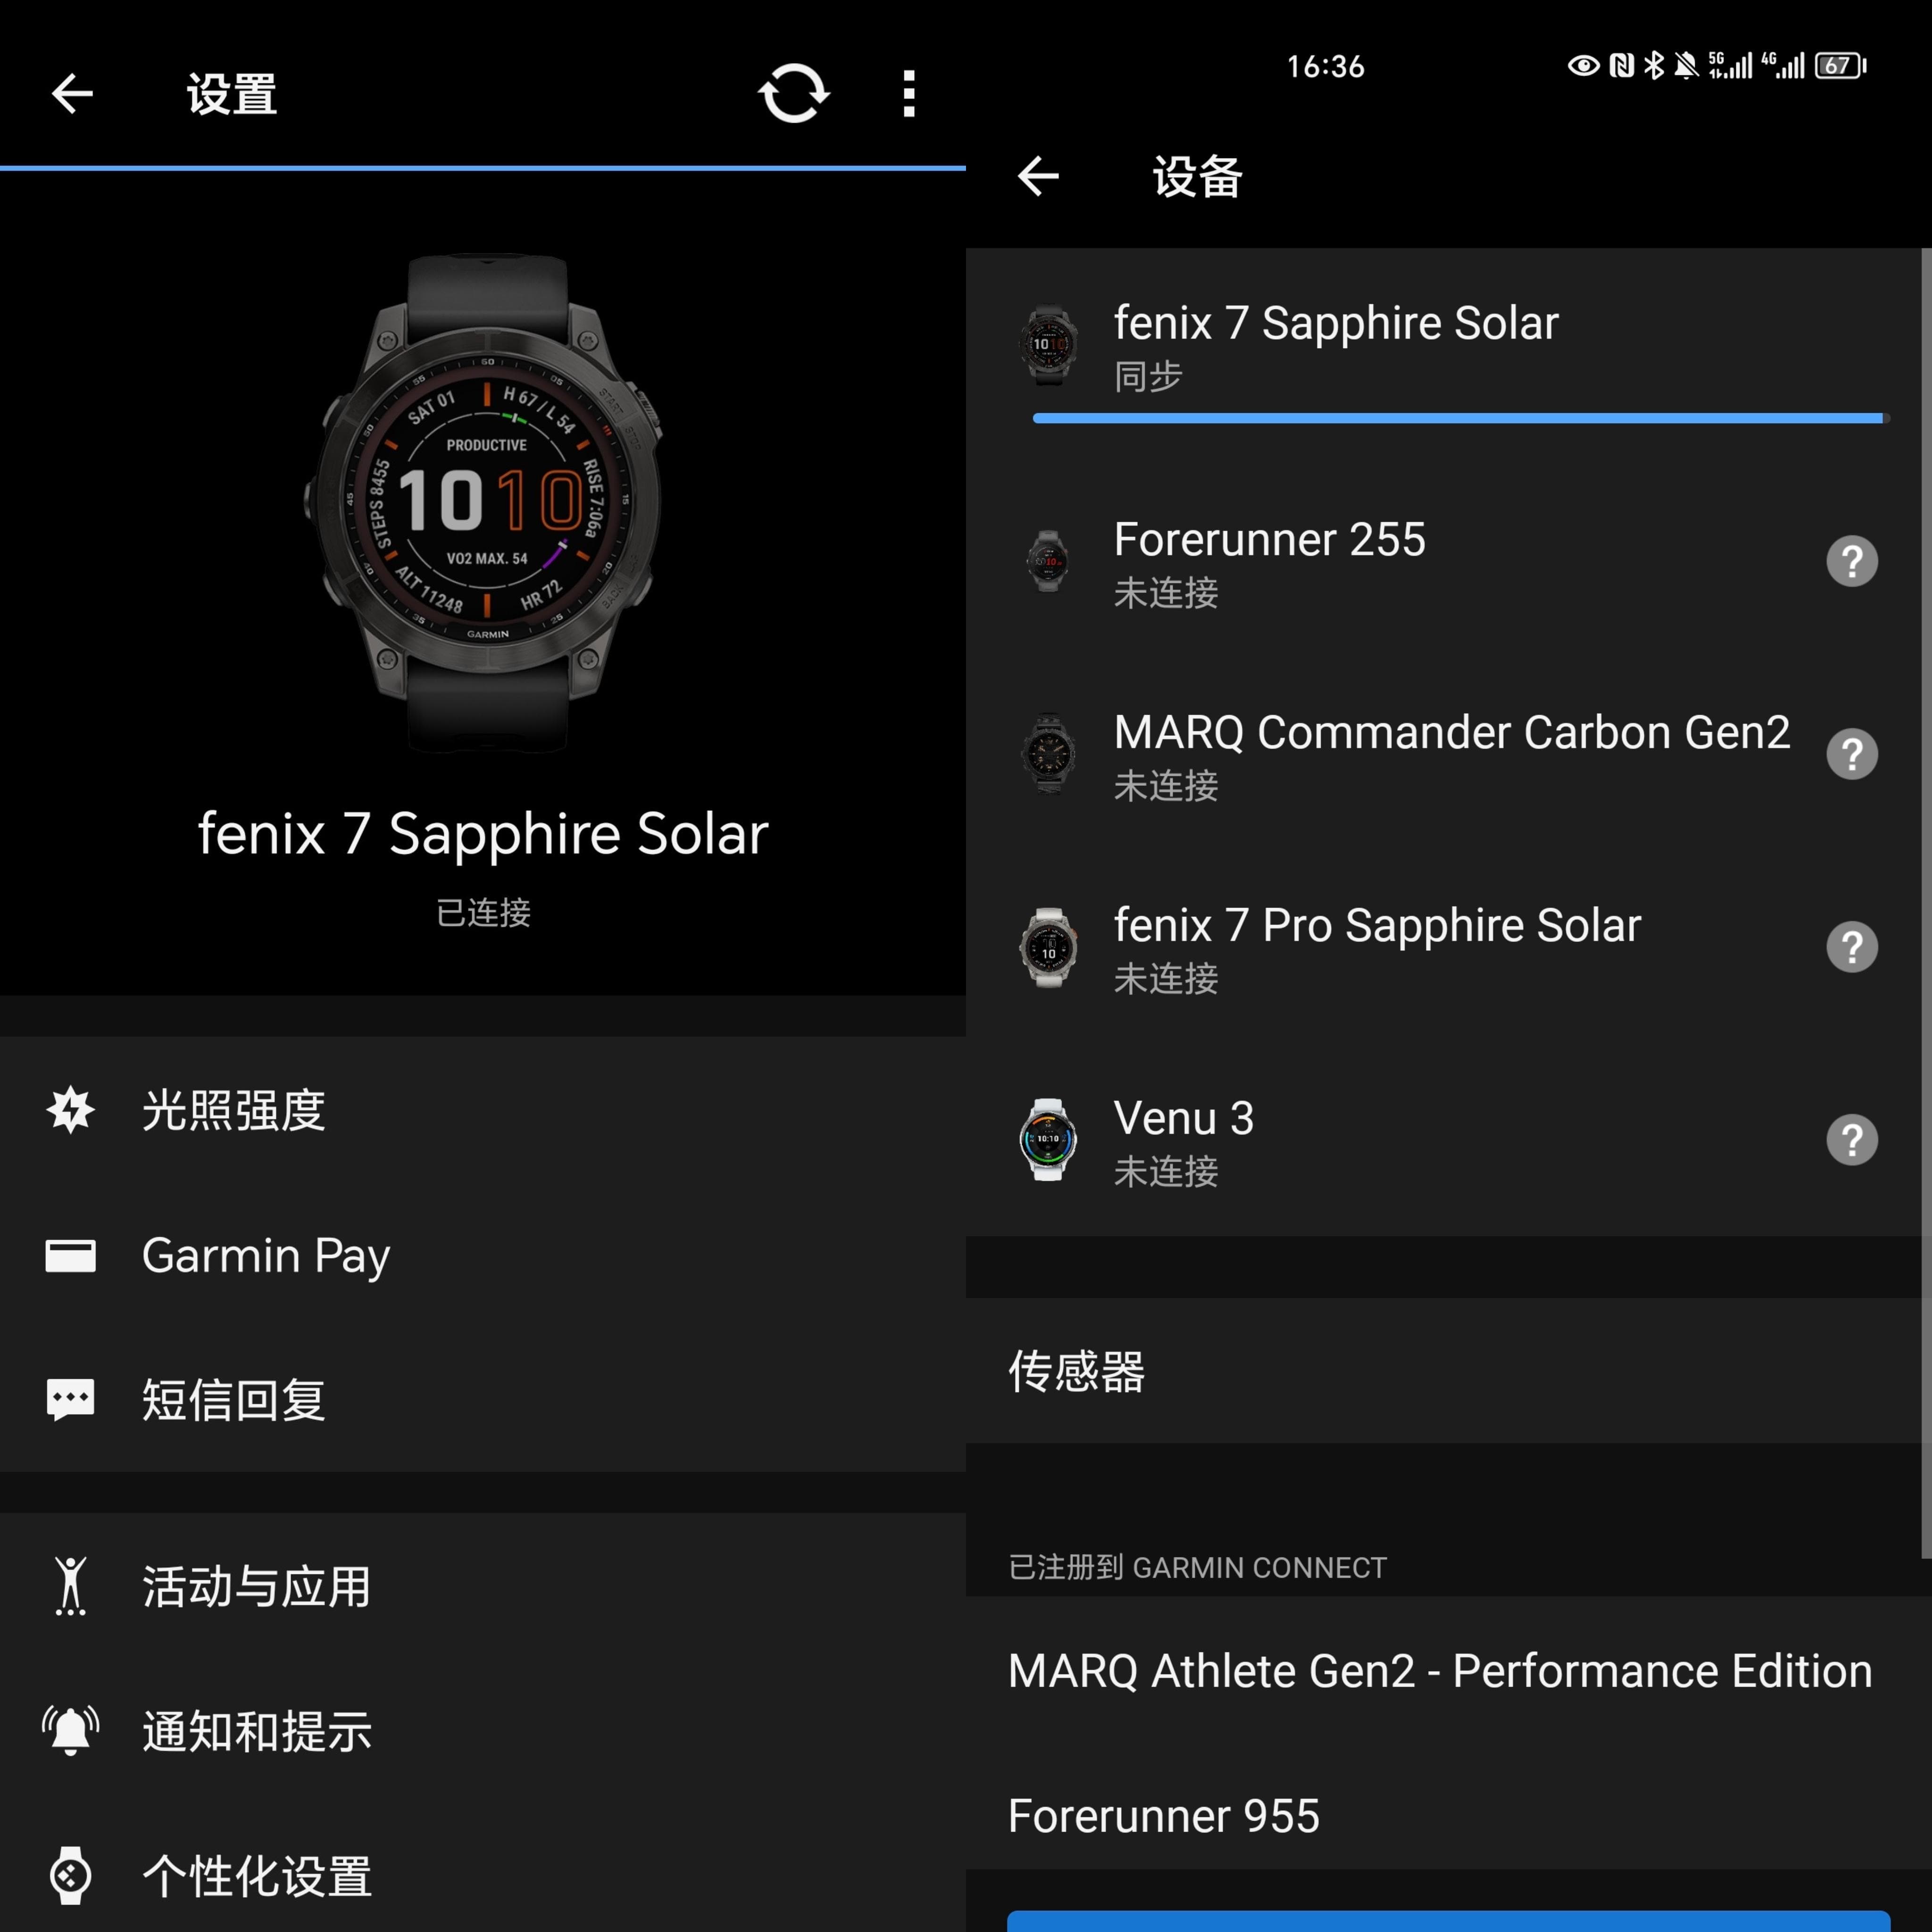 设置
SAT 01
H 67 / L 54
PRODUCTIVE
STEPS 8455
10 10
RISE 7:06a
VO2 MAX. 54
ALT 11248
HR 72
GARMIN
fenix 7 Sapphire Solar
已连接
光照强度
Garmin Pay
短信回复
活动与应用
通知和提示
个性化设置
16:36
5G
4G
67
设备
fenix 7 Sapphire Solar
同步
Forerunner 255
未连接
MARQ Commander Carbon Gen2
未连接
fenix 7 Pro Sapphire Solar
未连接
Venu 3
未连接
传感器
已注册到 GARMIN CONNECT
MARQ Athlete Gen2 - Performance Edition
Forerunner 955